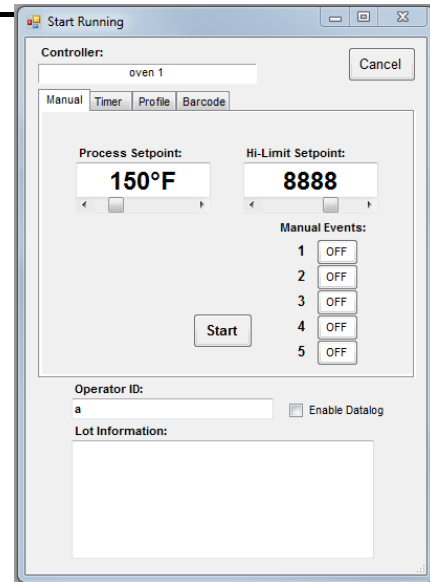 Start Running
Controller:
oven 1
Cancel
Manual Timer Profile Barcode
Process Setpoint: Hi-Limit Setpoint:
150°F 8888
Manual Events:
1 OFF
2 OFF
3 OFF
Start 4 OFF
5 OFF
Operator ID:
a Enable Datalog
Lot Information: